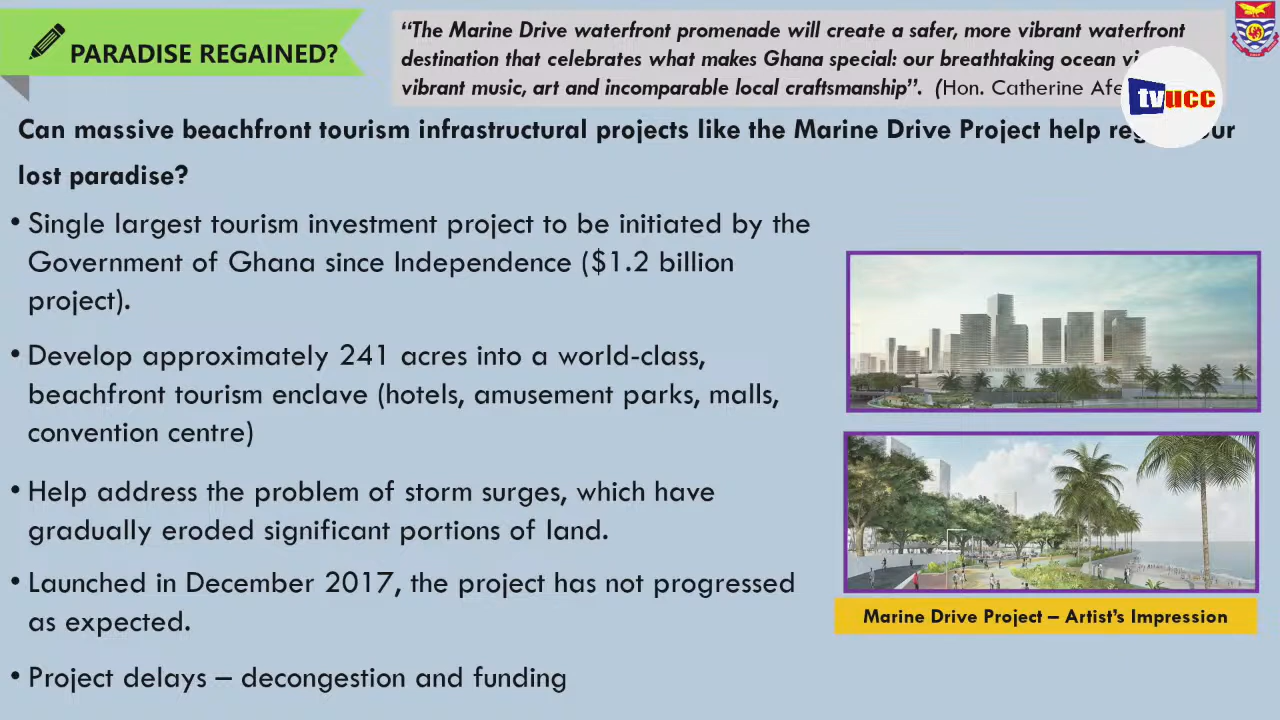 PARADISE REGAINED?
“The Marine Drive waterfront promenade will create a safer, more vibrant waterfront
destination that celebrates what makes Ghana special: our breathtaking ocean
vibrant music, art and incomparable local craftsmanship”. (Hon. Catherine
tvucc
Can massive beachfront tourism infrastructural projects like the Marine Drive Project help
lost paradise?
• Single largest tourism investment project to be initiated by the
Government of Ghana since Independence ($1.2 billion
project).
• Develop approximately 241 acres into a world-class,
beachfront tourism enclave (hotels, amusement parks, malls,
convention centre)
• Help address the problem of storm surges, which have
gradually eroded significant portions of land.
• Launched in December 2017, the project has not progressed
as expected.
• Project delays – decongestion and funding
Marine Drive Project – Artist’s Impression